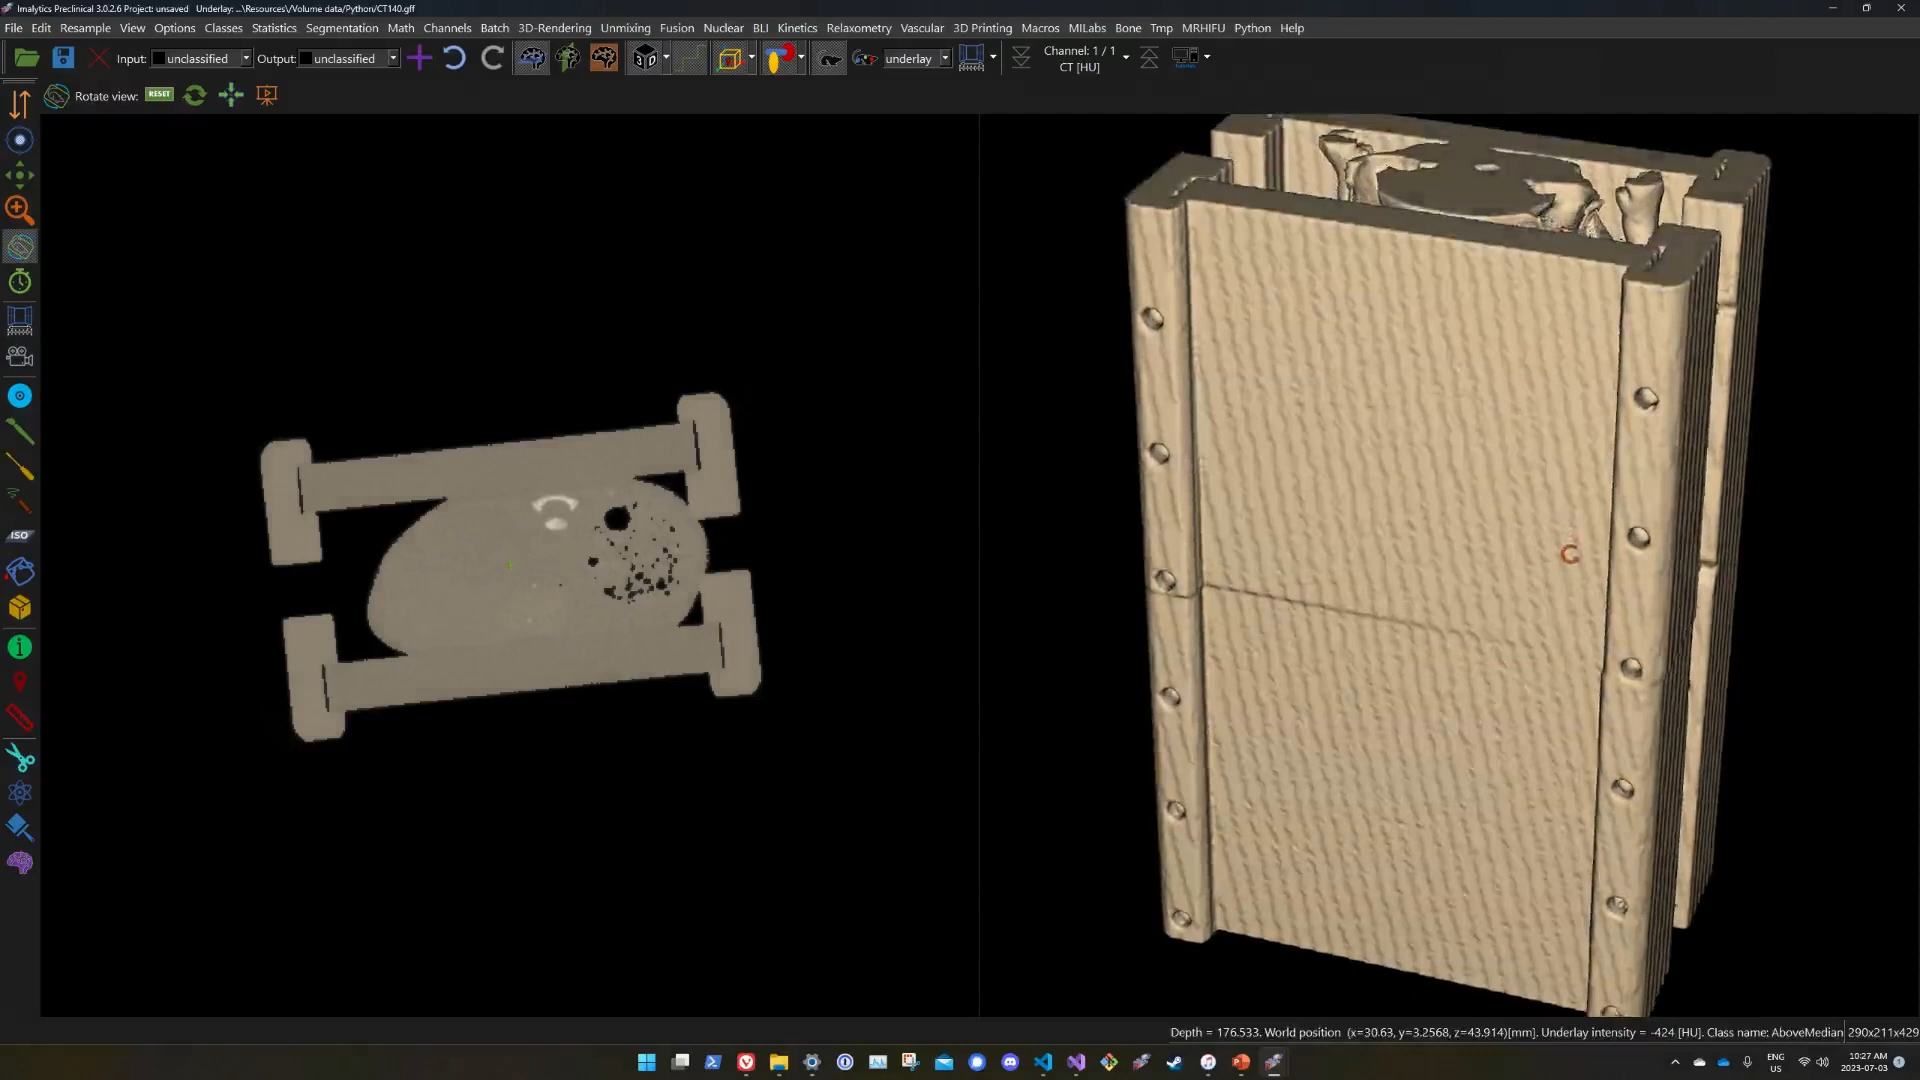 Imalytics Preclinical 3.0.2.6 Project: unsaved   Underlay: ...\Resources\/Volume data/Python/CT140.gff
File Edit Resample View Options Classes Statistics Segmentation Math Channels Batch 3D-Rendering Unmixing Fusion Nuclear BLI Kinetics Relaxometry Vascular 3D Printing Macros MILabs Bone Tmp MRHIFU Python Help
Input: unclassified Output: unclassified 3D underlay Channel: 1 / 1
CT [HU]
Rotate view: RESET
ISO
Depth = 176.533. World position (x=30.63, y=3.2568, z=43.914)[mm]. Underlay intensity = -424 [HU]. Class name: AboveMedian 290x211x429
ENG
US
10:27 AM
2023-07-03